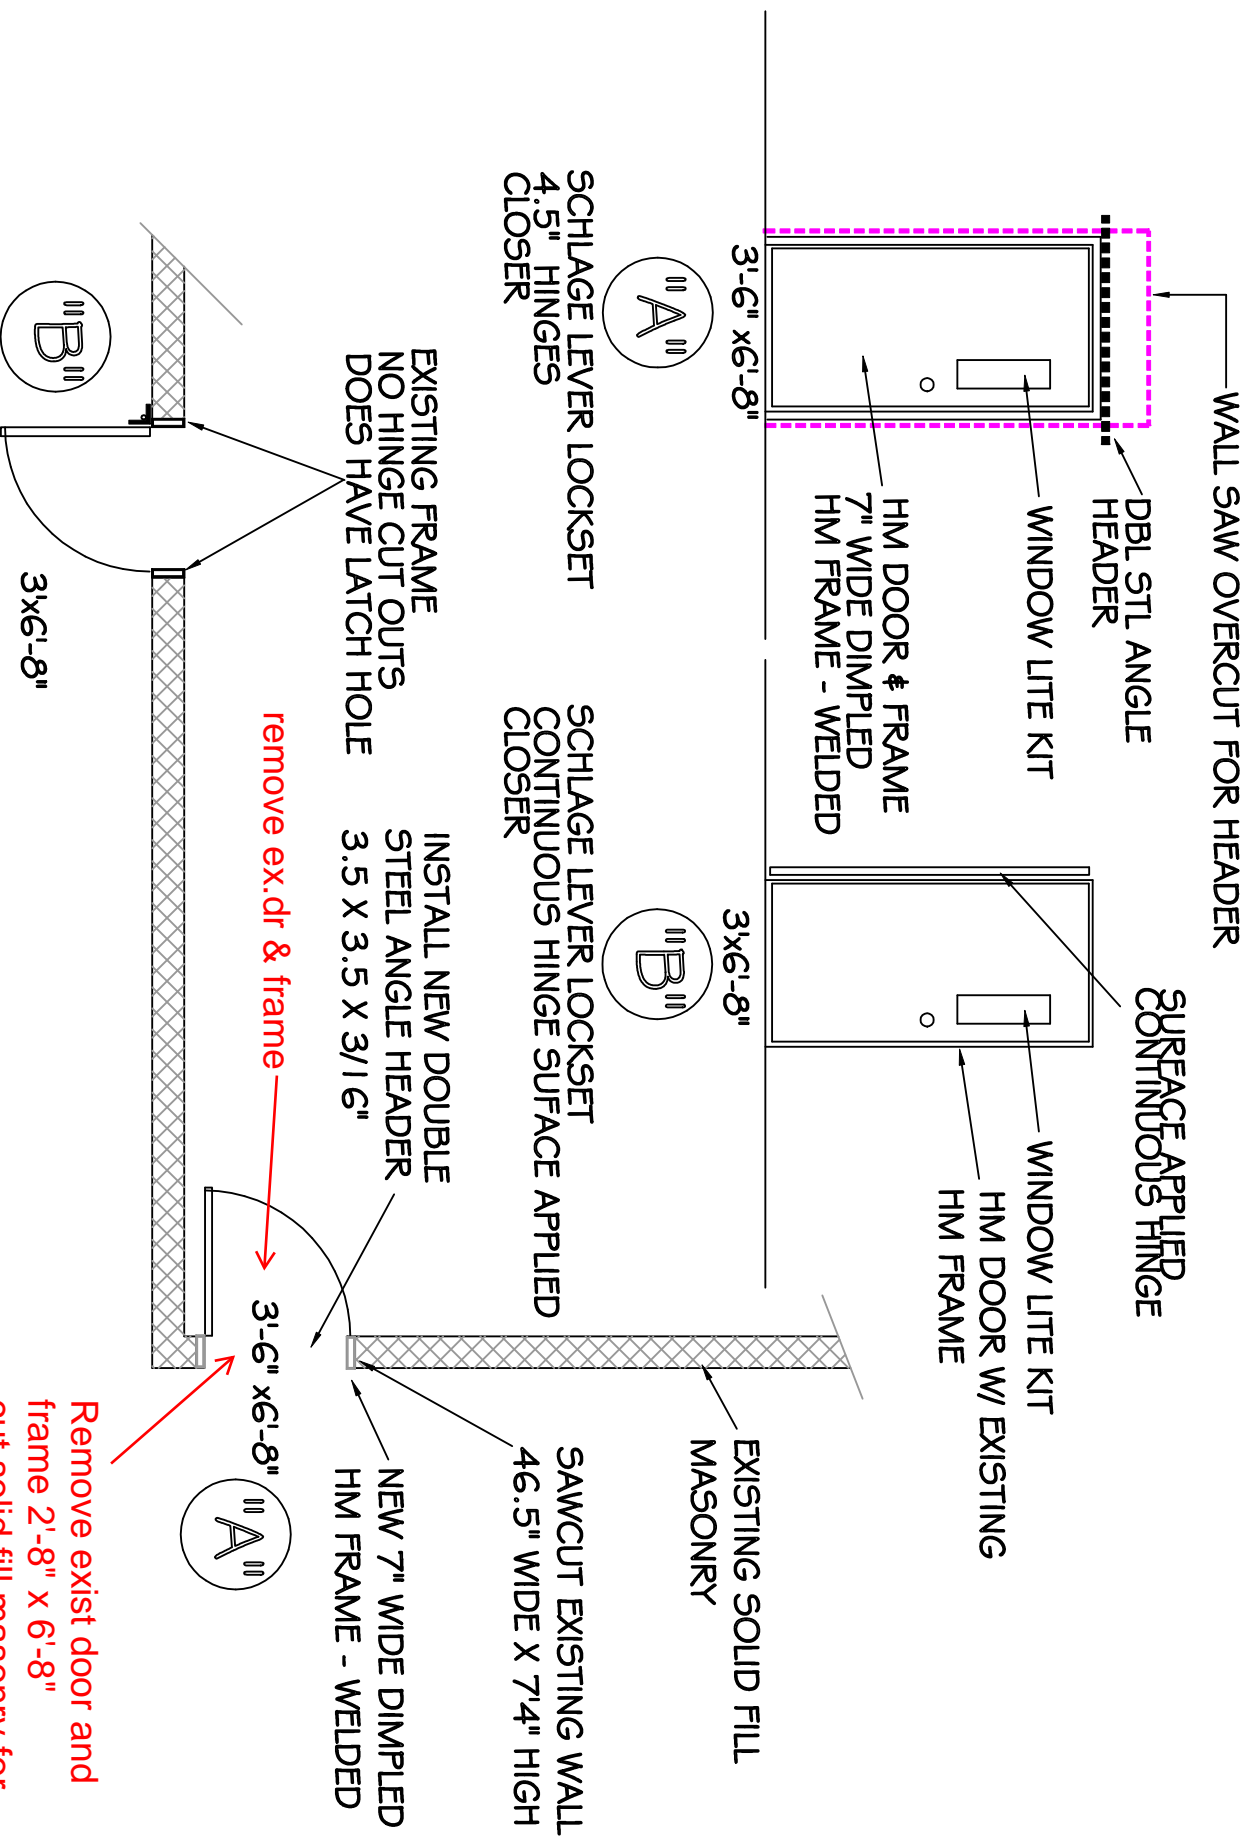 WALL SAW OVERCUT FOR HEADER
DBL STL ANGLE
HEADER
WINDOW LITE KIT
HM DOOR & FRAME
7" WIDE DIMPLED
HM FRAME - WELDED
3'-6" x6'-8"
"A"
SCHLAGE LEVER LOCKSET
4.5" HINGES
CLOSER
SURFACE APPLIED
CONTINUOUS HINGE
WINDOW LITE KIT
HM DOOR W/ EXISTING
HM FRAME
3'x6'-8"
"B"
SCHLAGE LEVER LOCKSET
CONTINUOUS HINGE SUFACE APPLIED
CLOSER
EXISTING FRAME
NO HINGE CUT OUTS
DOES HAVE LATCH HOLE
"B"
3'x6'-8"
INSTALL NEW DOUBLE
STEEL ANGLE HEADER
3.5 X 3.5 X 3/16"
remove ex.dr & frame
EXISTING SOLID FILL
MASONRY
SAWCUT EXISTING WALL
46.5" WIDE X 7'4" HIGH
NEW 7" WIDE DIMPLED
HM FRAME - WELDED
3'-6" x6'-8"
"A"
Remove exist door and
frame 2'-8" x 6'-8"
cut solid fill masonry for